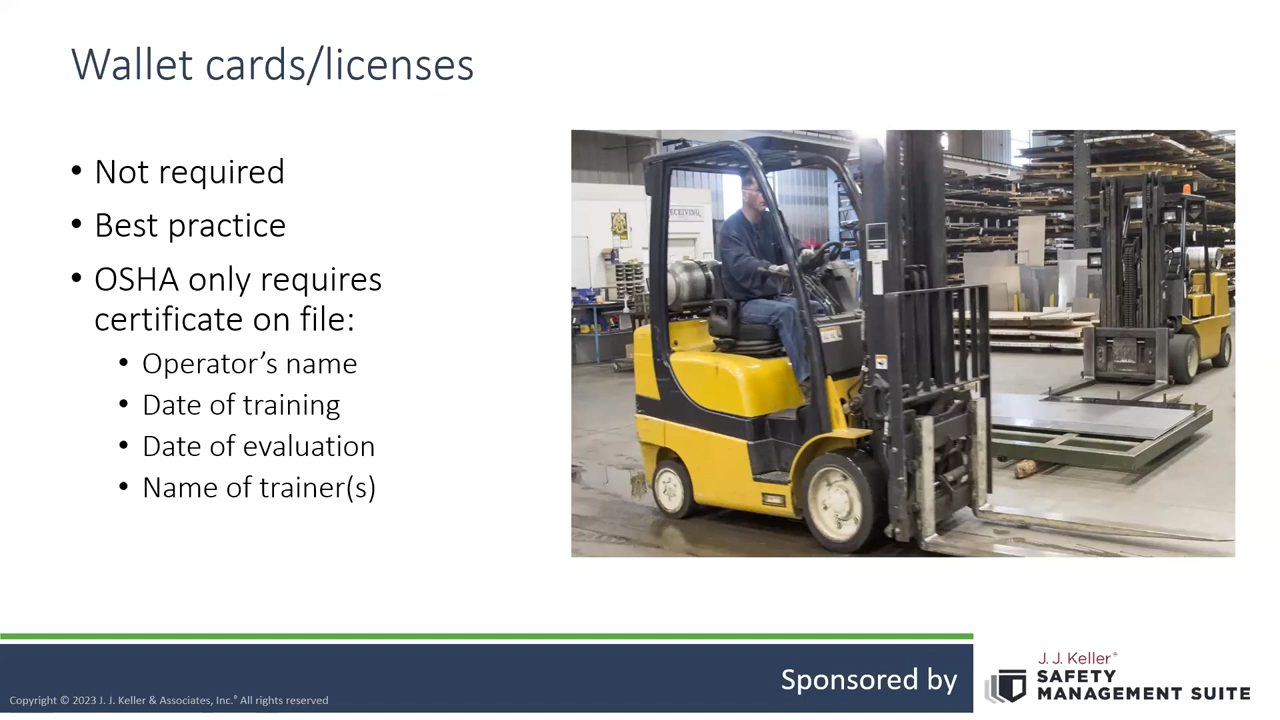 Wallet cards/licenses
• Not required
• Best practice
• OSHA only requires
certificate on file:
• Operator’s name
• Date of training
• Date of evaluation
• Name of trainer(s)
RECEIVING
Sponsored by
J. J. Keller®
SAFETY
MANAGEMENT SUITE
Copyright © 2023 J. J. Keller & Associates, Inc.® All rights reserved